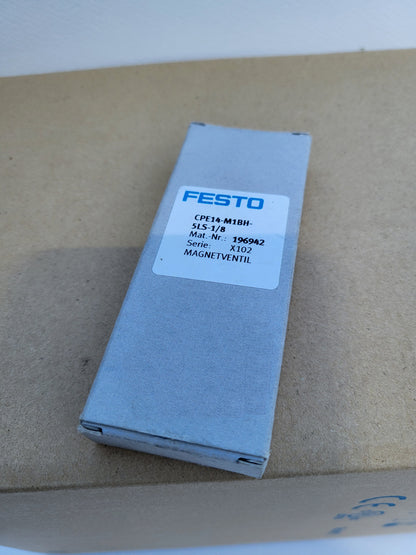 FESTO
CPE14-M1BH-
5LS-1/8
Mat.-Nr.: 196942
Serie: X102
MAGNETVENTIL